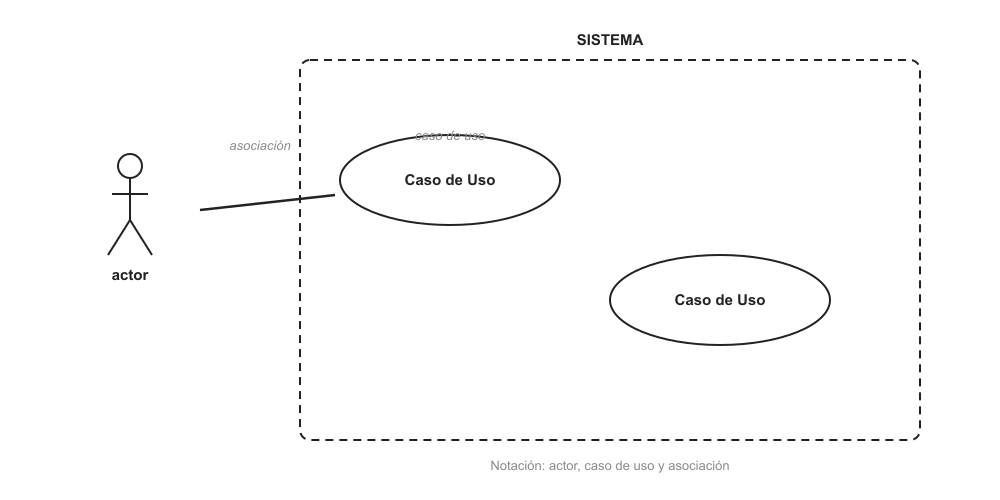 SISTEMA
caso de uso
asociación
Caso de Uso
actor
Caso de Uso
Notación: actor, caso de uso y asociación